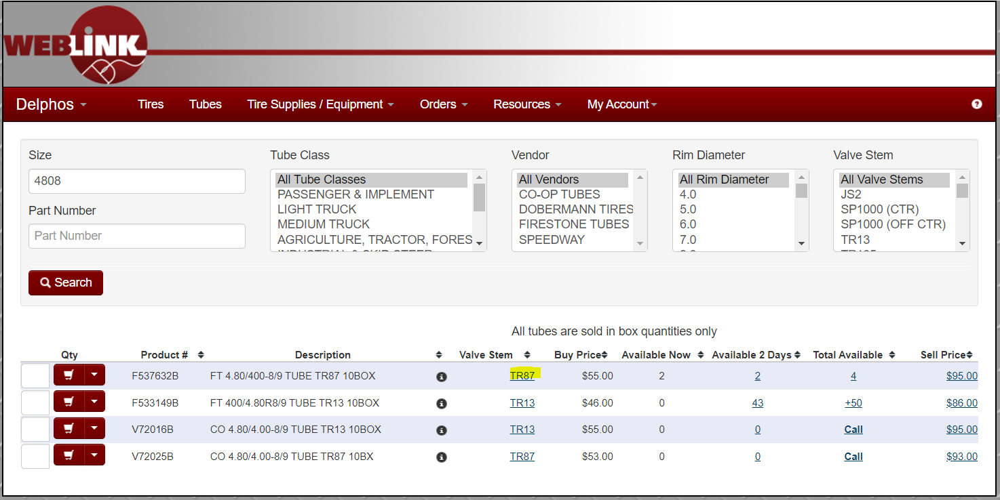 WEBLINK
Delphos Tires Tubes Tire Supplies / Equipment Orders Resources My Account ?
Size Tube Class Vendor Rim Diameter Valve Stem
4808 All Tube Classes All Vendors All Rim Diameter All Valve Stems
PASSENGER & IMPLEMENT CO-OP TUBES 4.0 JS2
Part Number LIGHT TRUCK DOBERMANN TIRES 5.0 SP1000 (CTR)
MEDIUM TRUCK FIRESTONE TUBES 6.0 SP1000 (OFF CTR)
Part Number AGRICULTURE, TRACTOR, FORES SPEEDWAY 7.0 TR13
Search
All tubes are sold in box quantities only
Qty Product # Description Valve Stem Buy Price Available Now Available 2 Days Total Available Sell Price
F537632B FT 4.80/400-8/9 TUBE TR87 10BOX TR87 $55.00 2 2 4 $95.00
F533149B FT 400/4.80R8/9 TUBE TR13 10BOX TR13 $46.00 0 43 +50 $86.00
V72016B CO 4.80/4.00-8/9 TUBE TR13 10BOX TR13 $55.00 0 0 Call $95.00
V72025B CO 4.80/4.00-8/9 TUBE TR87 10BX TR87 $53.00 0 0 Call $93.00